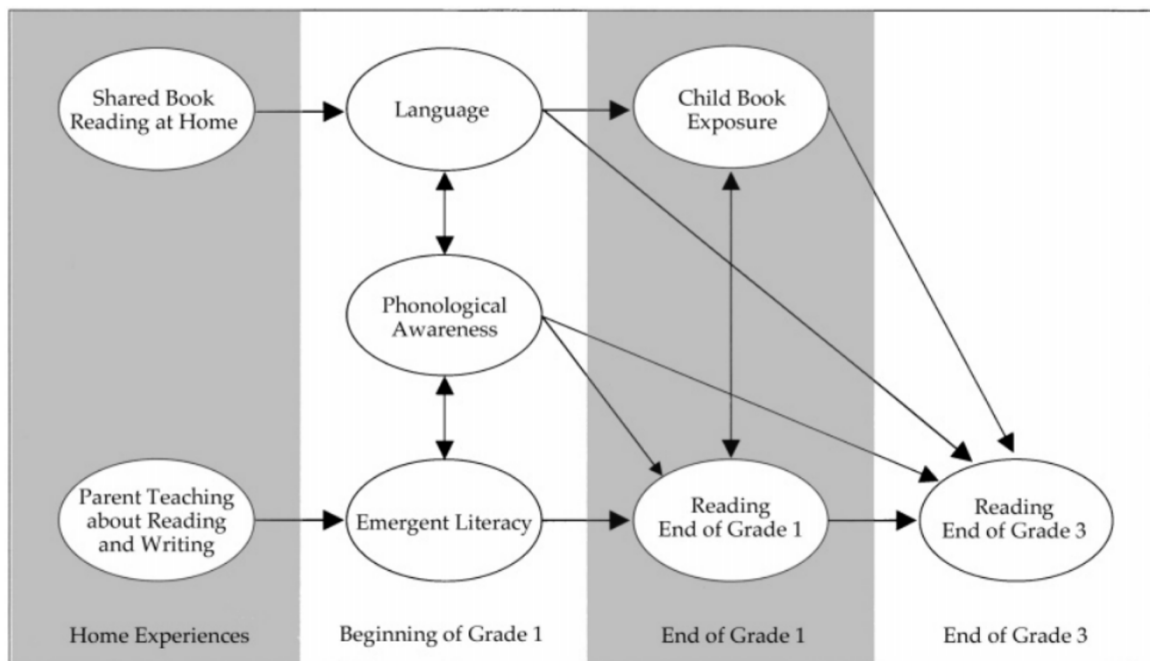 Shared Book
Reading at Home
Language
Child Book
Exposure
Phonological
Awareness
Parent Teaching
about Reading
and Writing
Emergent Literacy
Reading
End of Grade 1
Reading
End of Grade 3
Home Experiences
Beginning of Grade 1
End of Grade 1
End of Grade 3